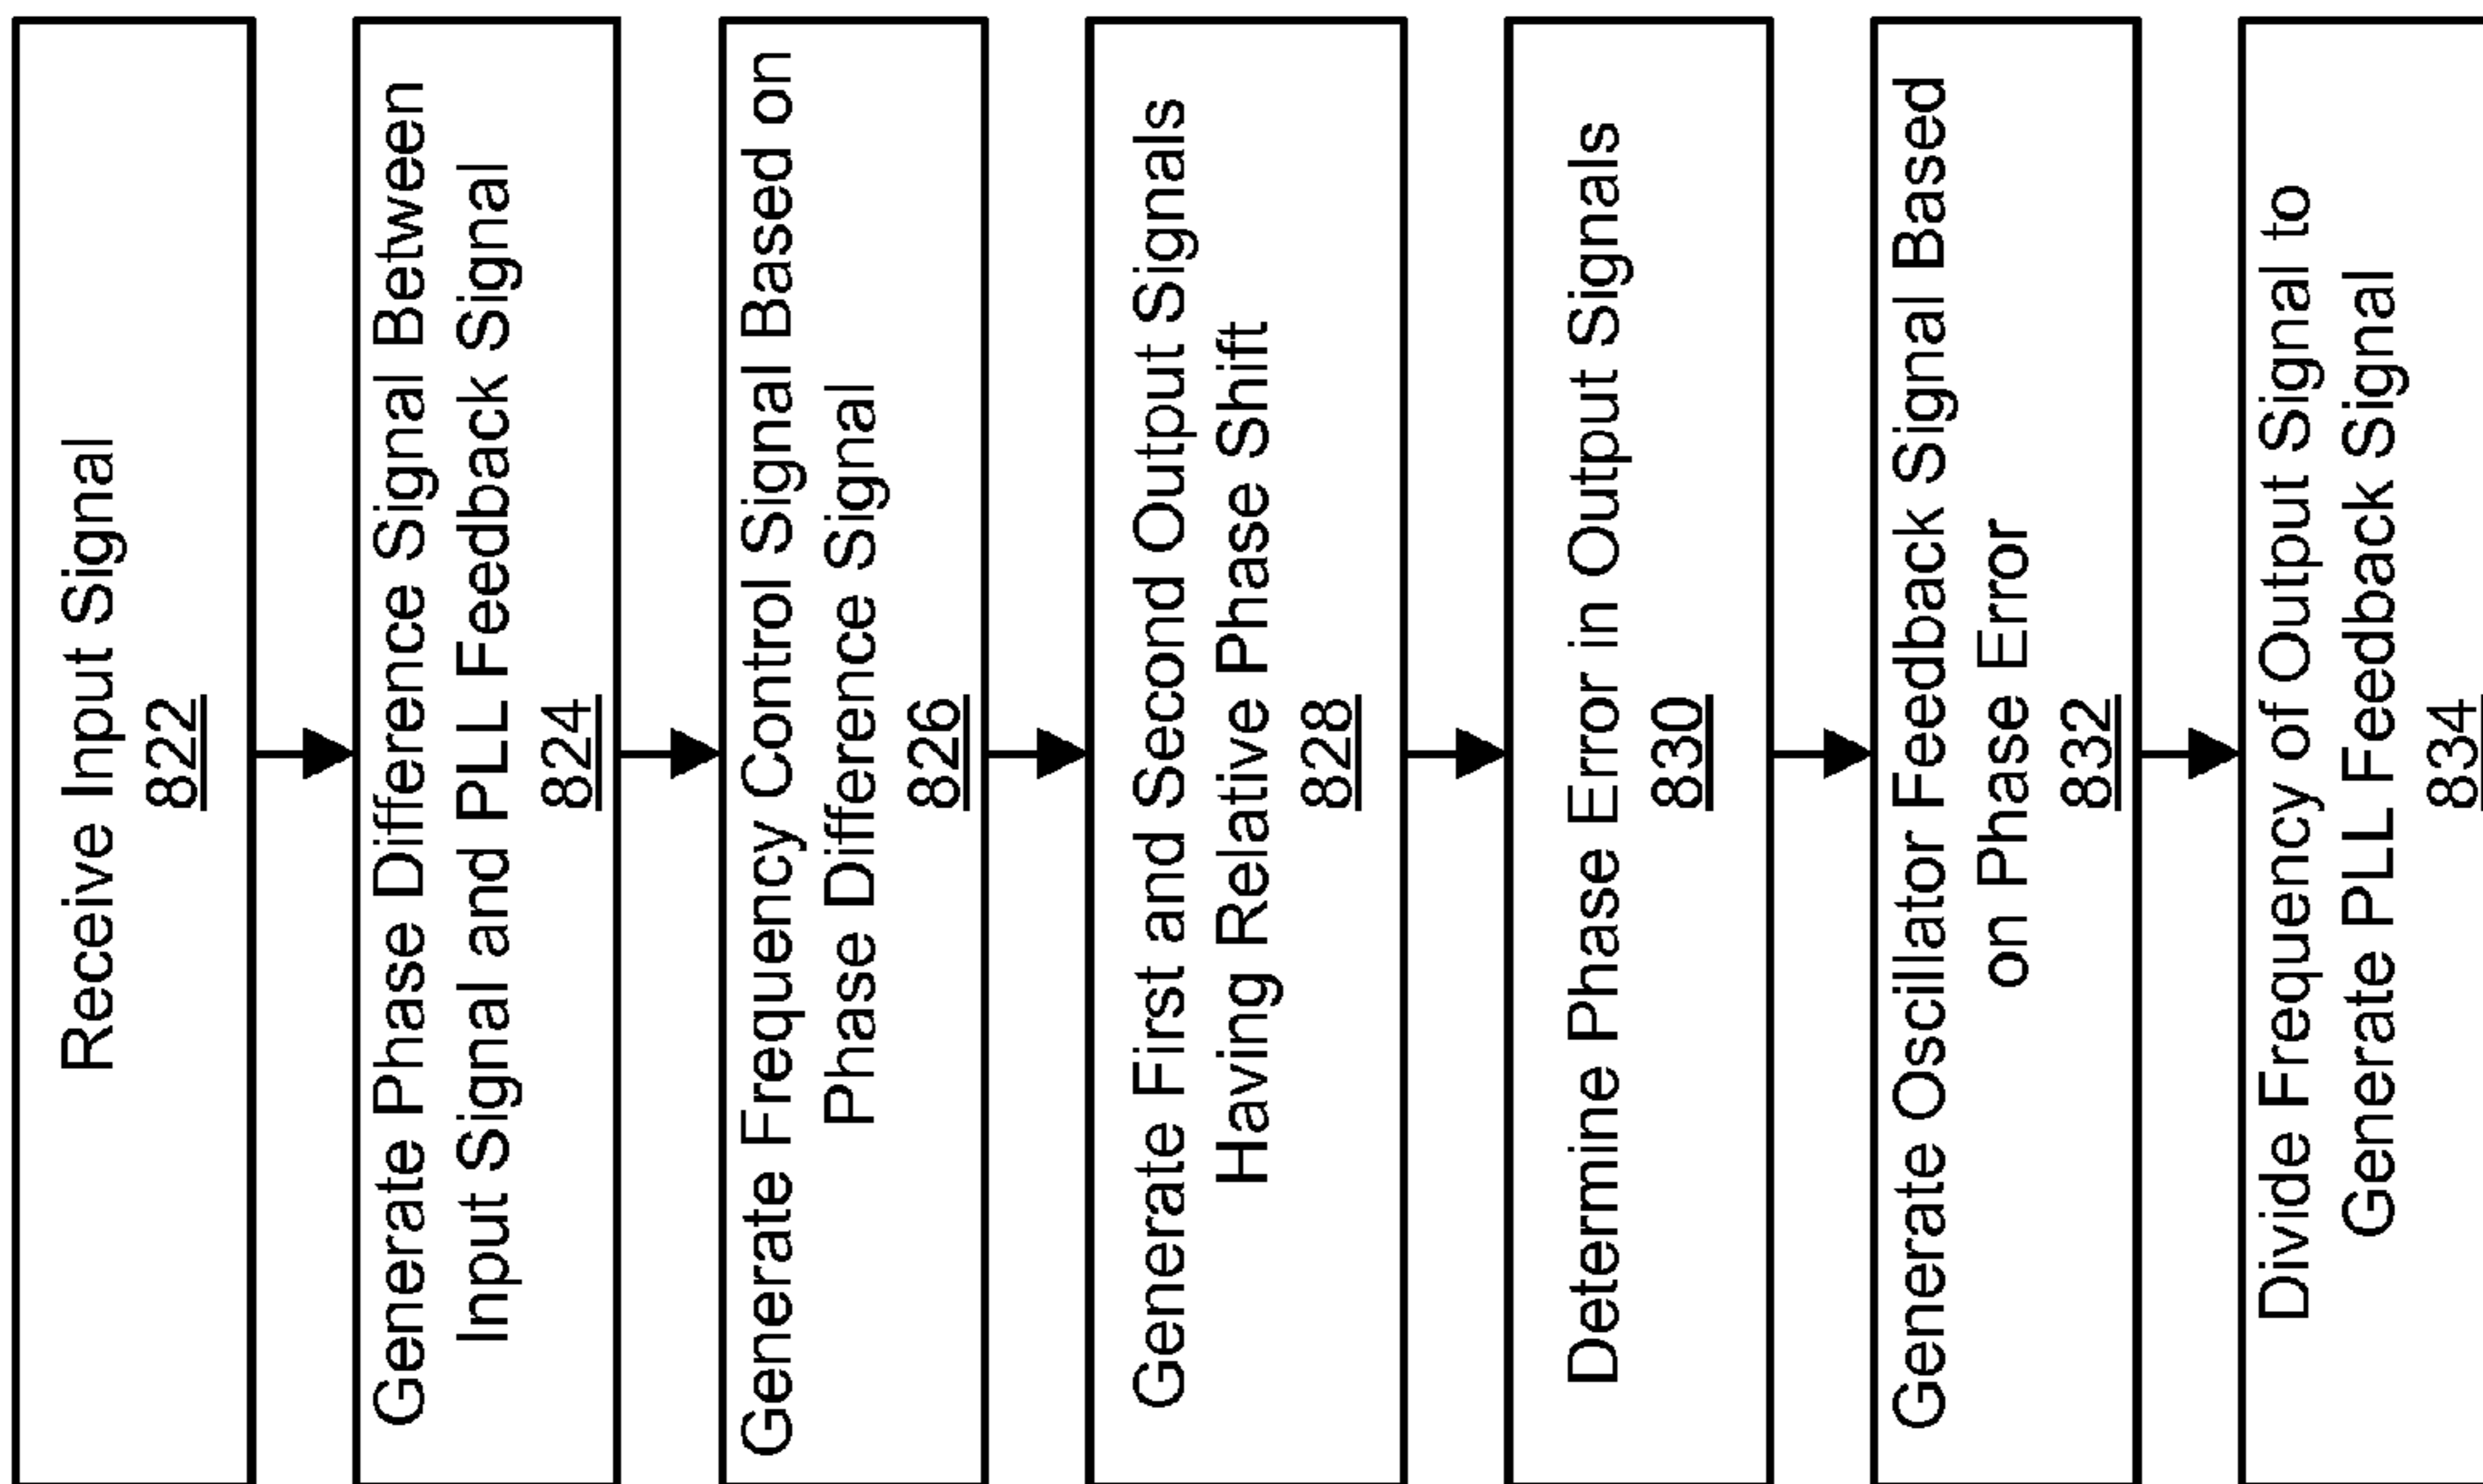 Receive Input Signal
822
Generate Phase Difference Signal Between
Input Signal and PLL Feedback Signal
824
Generate Frequency Control Signal Based on
Phase Difference Signal
826
Generate First and Second Output Signals
Having Relative Phase Shift
828
Determine Phase Error in Output Signals
830
Generate Oscillator Feedback Signal Based
on Phase Error
832
Divide Frequency of Output Signal to
Generate PLL Feedback Signal
834